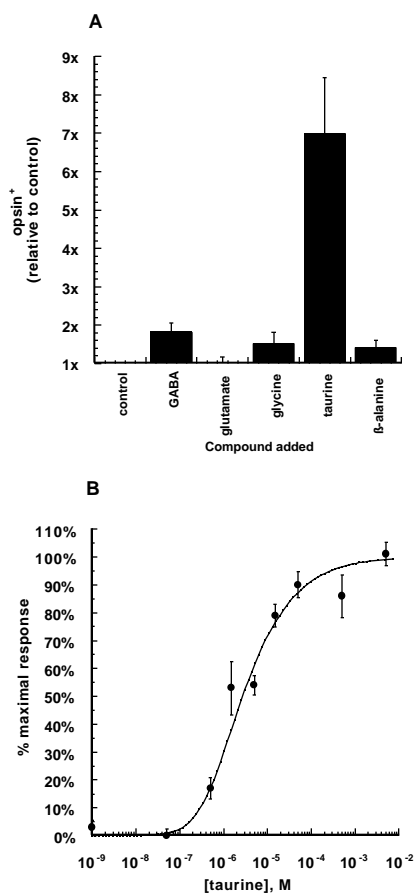 A
9x
8x
7x
6x
5x
4x
3x
2x
1x
opsin+
(relative to control)
control
GABA
glutamate
glycine
taurine
ß-alanine
Compound added
B
110%
100%
90%
80%
70%
60%
50%
40%
30%
20%
10%
0%
% maximal response
10-9 10-8 10-7 10-6 10-5 10-4 10-3 10-2
[taurine], M